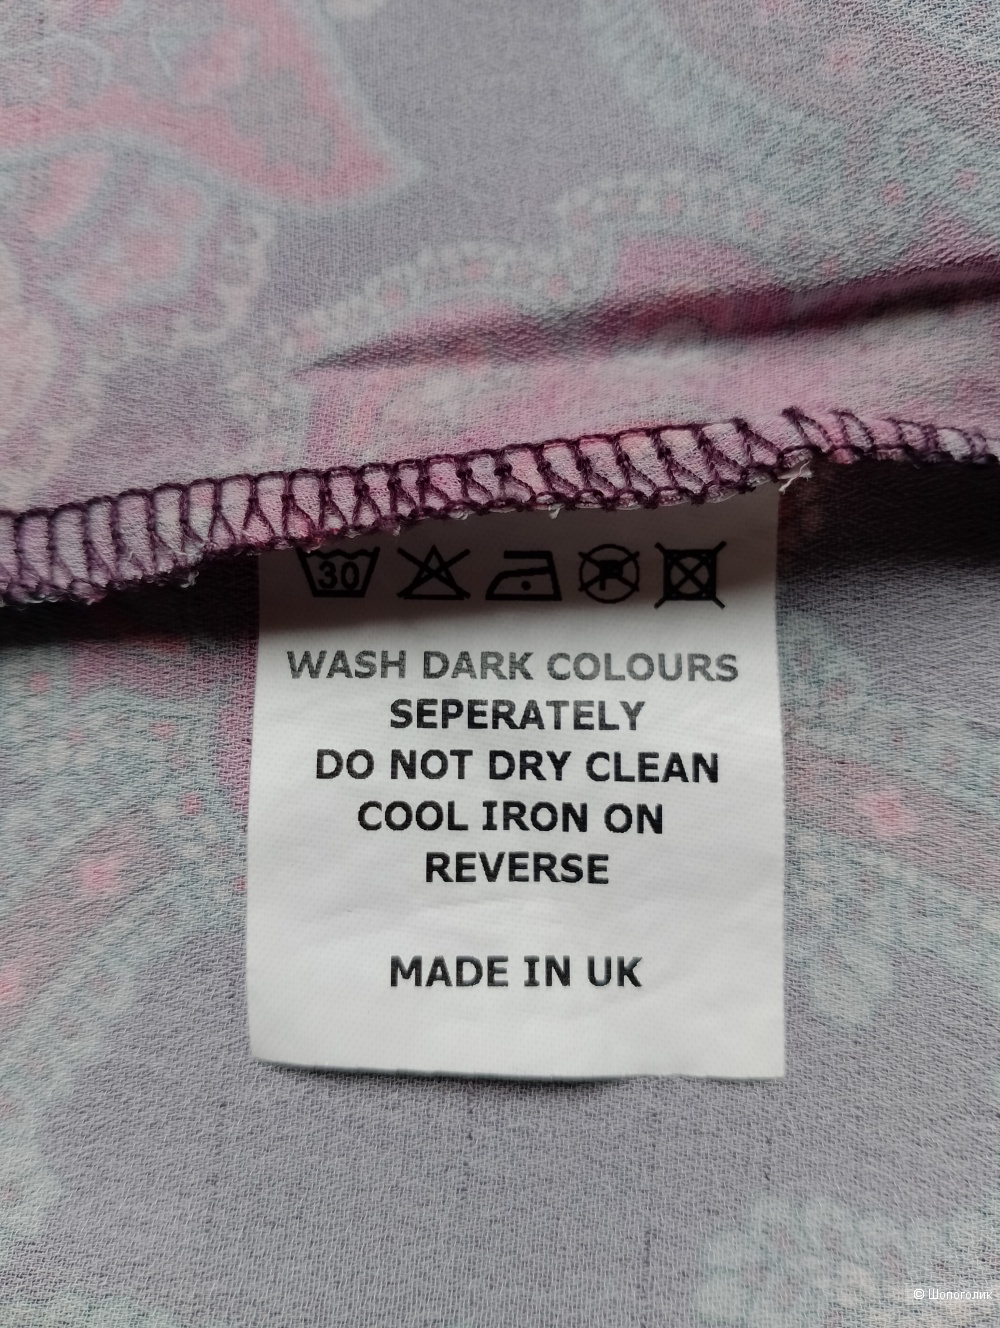 30
P
WASH DARK COLOURS
SEPERATELY
DO NOT DRY CLEAN
COOL IRON ON
REVERSE
MADE IN UK
© Шопоголик